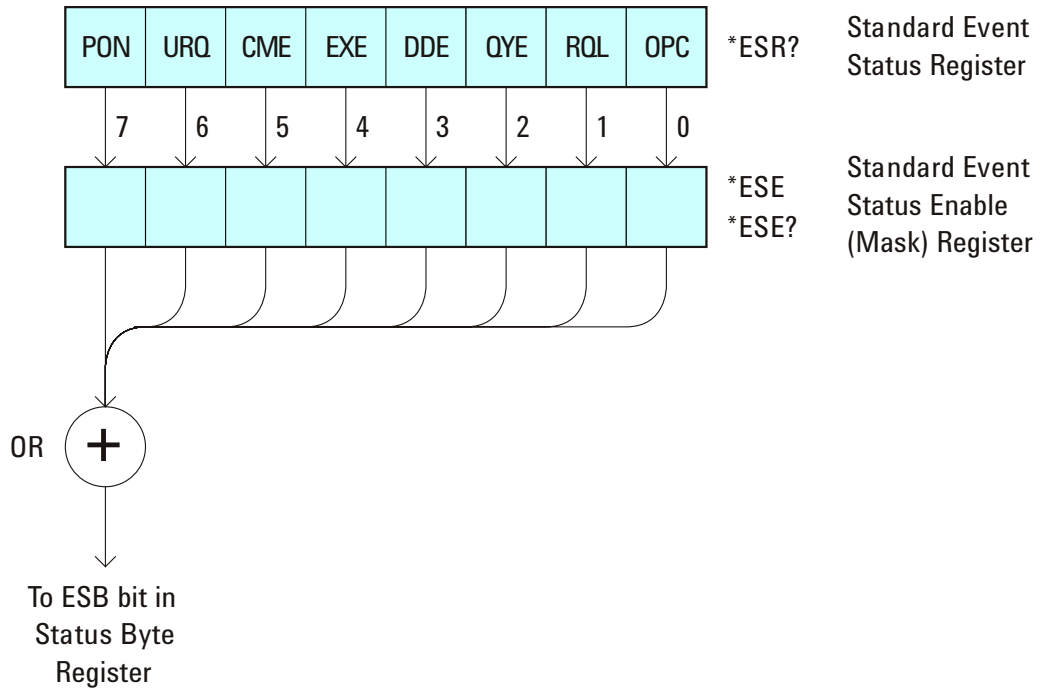 PON URQ CME EXE DDE QYE RQL OPC
*ESR?
Standard Event
Status Register
7 6 5 4 3 2 1 0
*ESE
*ESE?
Standard Event
Status Enable
(Mask) Register
OR
+
To ESB bit in
Status Byte
Register